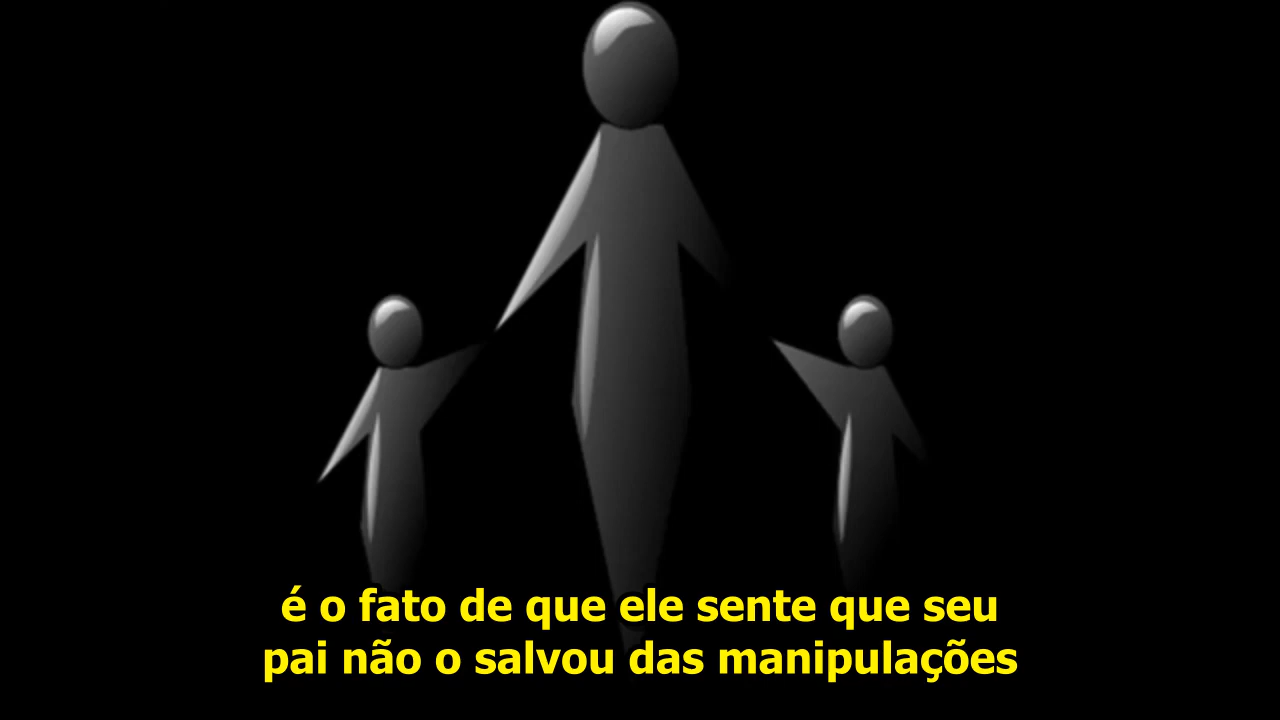 é o fato de que ele sente que seu
pai não o salvou das manipulações